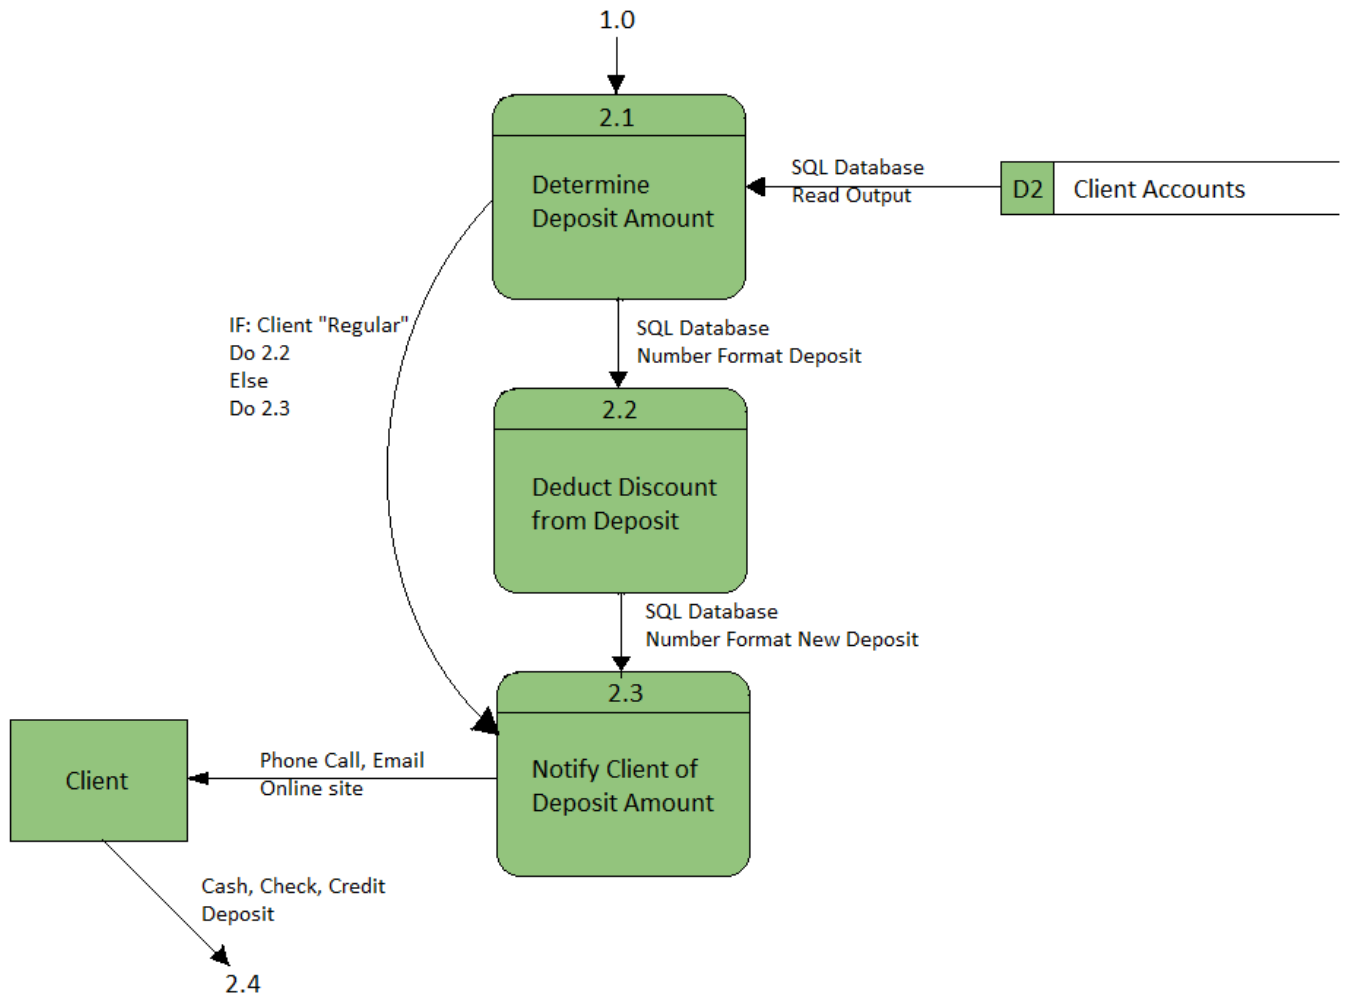 1.0
2.1
Determine
Deposit Amount
SQL Database
Read Output
D2
Client Accounts
IF: Client "Regular"
Do 2.2
Else
Do 2.3
SQL Database
Number Format Deposit
2.2
Deduct Discount
from Deposit
SQL Database
Number Format New Deposit
2.3
Notify Client of
Deposit Amount
Phone Call, Email
Online site
Client
Cash, Check, Credit
Deposit
2.4